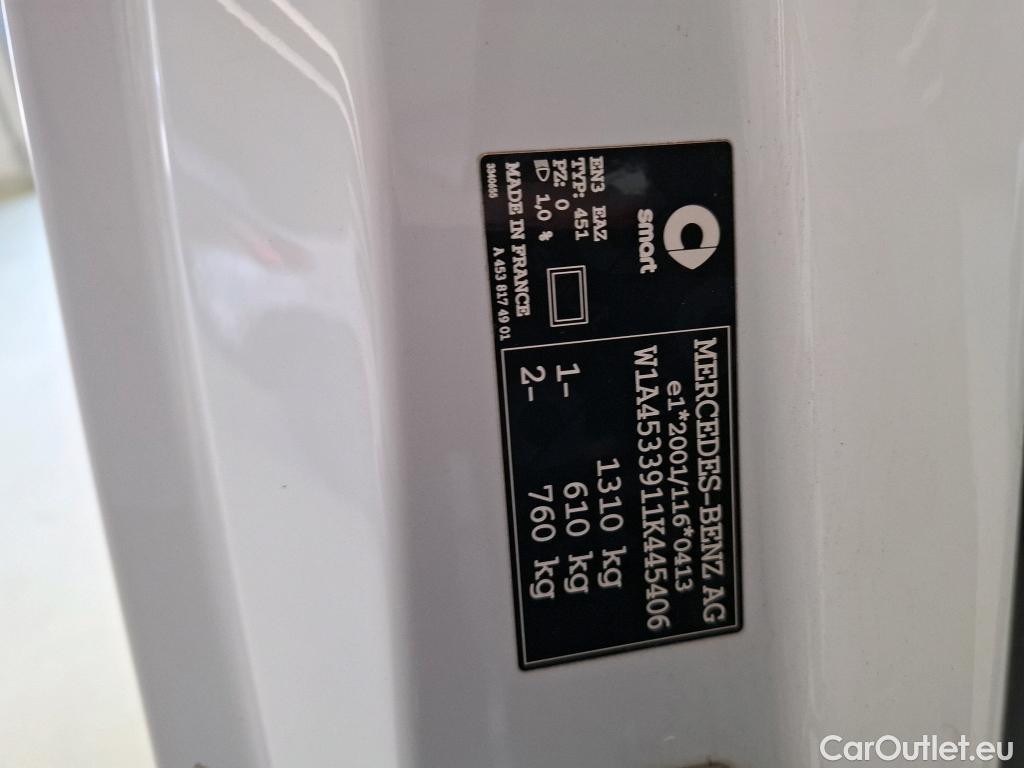 smart
EN3 EAZ
TYP: 451
PZ: 0
1,0 %
MADE IN FRANCE
3340455 A 453 817 49 01
MERCEDES-BENZ AG
e1*2001/116*0413
W1A4533911K445406
1310 kg
1- 610 kg
2- 760 kg
CarOutlet.eu